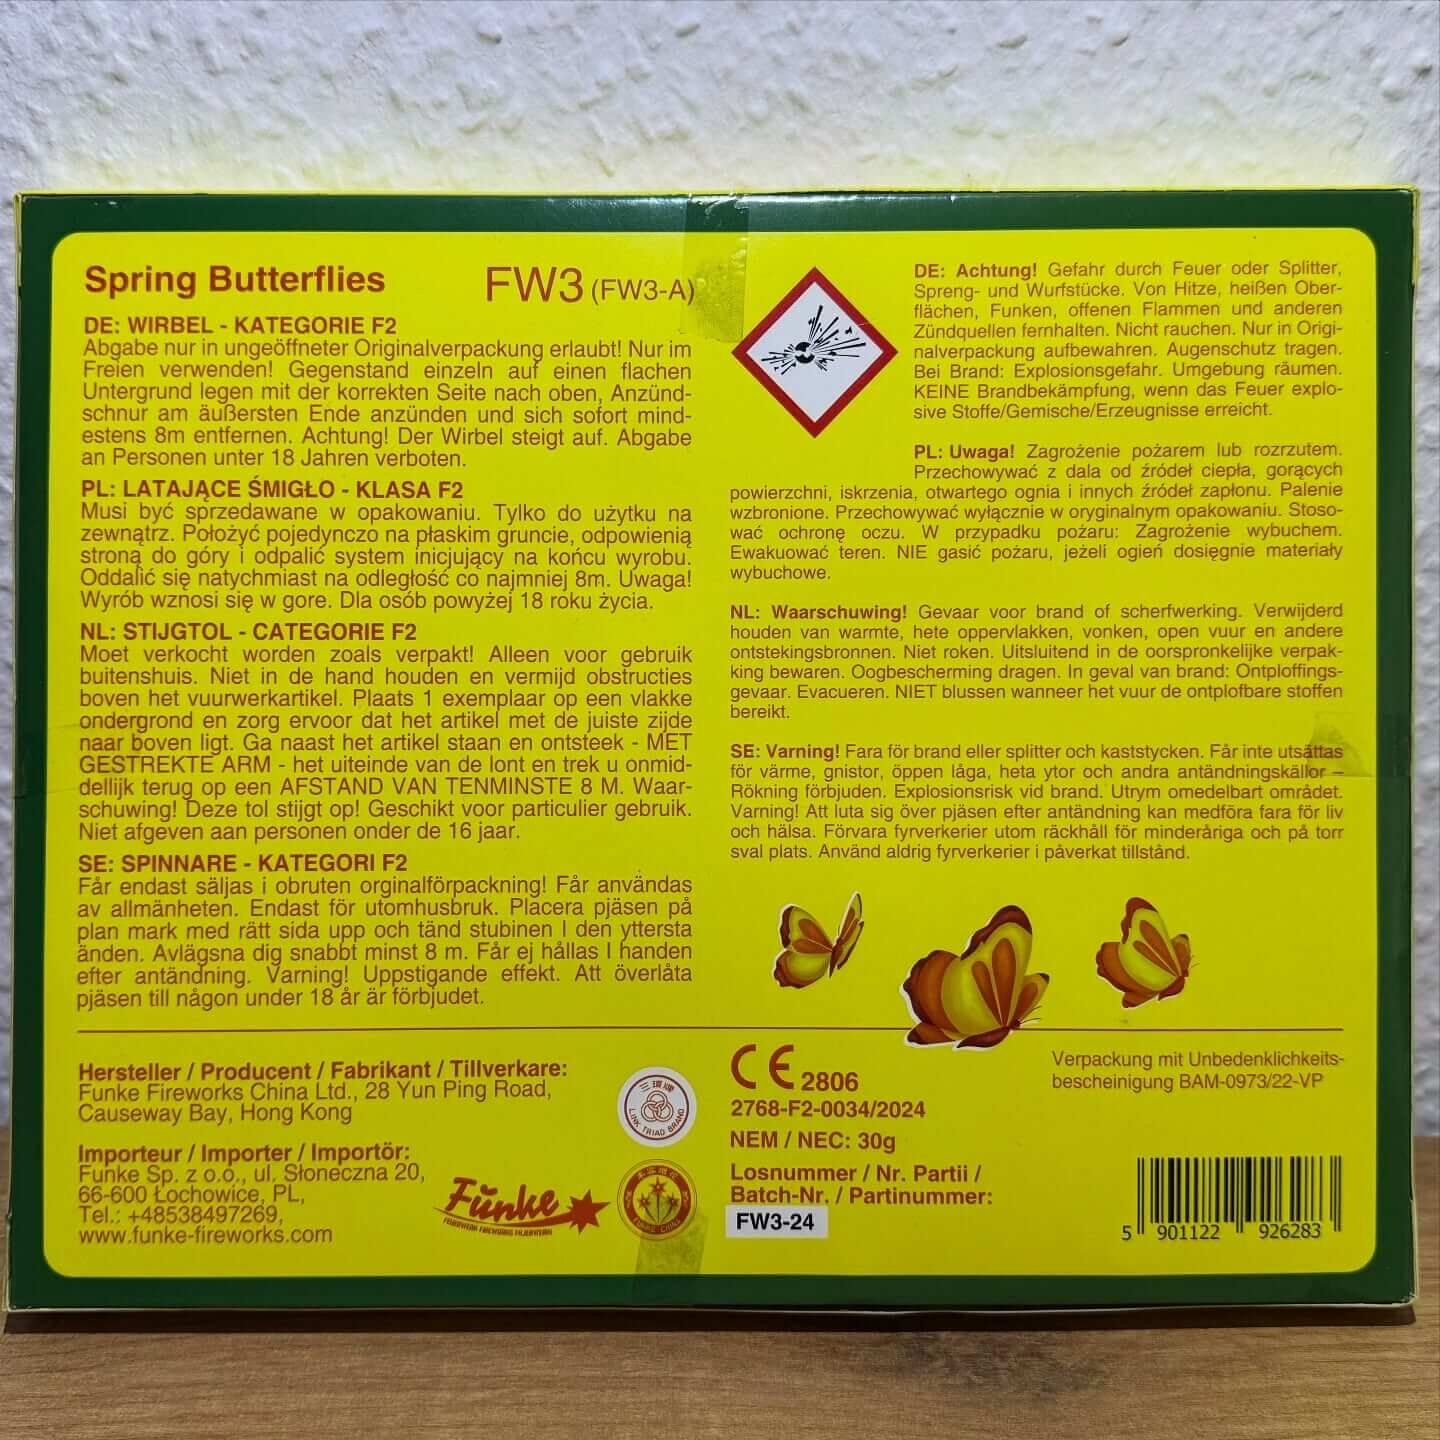 Spring Butterflies FW3 (FW3-A)
DE: WIRBEL - KATEGORIE F2
Abgabe nur in ungeöffneter Originalverpackung erlaubt! Nur im
Freien verwenden! Gegenstand einzeln auf einen flachen
Untergrund legen mit der korrekten Seite nach oben, Anzünd-
schnur am äußersten Ende anzünden und sich sofort mind-
estens 8m entfernen. Achtung! Der Wirbel steigt auf. Abgabe
an Personen unter 18 Jahren verboten.
PL: LATAJĄCE ŚMIGŁO - KLASA F2
Musi być sprzedawane w opakowaniu. Tylko do użytku na
zewnątrz. Położyć pojedynczo na płaskim gruncie, odpowienią
stroną do góry i odpalić system inicjujący na końcu wyrobu.
Oddalić się natychmiast na odległość co najmniej 8m. Uwaga!
Wyrób wznosi się w gore. Dla osób powyżej 18 roku życia.
NL: STIJGTOL - CATEGORIE F2
Moet verkocht worden zoals verpakt! Alleen voor gebruik
buitenshuis. Niet in de hand houden en vermijd obstructies
boven het vuurwerkartikel. Plaats 1 exemplaar op een vlakke
ondergrond en zorg ervoor dat het artikel met de juiste zijde
naar boven ligt. Ga naast het artikel staan en ontsteek - MET
GESTREKTE ARM - het uiteinde van de lont en trek u onmid-
dellijk terug op een AFSTAND VAN TENMINSTE 8 M. Waar-
schuwing! Deze tol stijgt op! Geschikt voor particulier gebruik.
Niet afgeven aan personen onder de 16 jaar.
SE: SPINNARE - KATEGORI F2
Får endast säljas i obruten orginalförpackning! Får användas
av allmänheten. Endast för utomhusbruk. Placera pjäsen på
plan mark med rätt sida upp och tänd stubinen I den yttersta
änden. Avlägsna dig snabbt minst 8 m. Får ej hållas I handen
efter antändning. Varning! Uppstigande effekt. Att överlåta
pjäsen till någon under 18 år är förbjudet.
DE: Achtung! Gefahr durch Feuer oder Splitter,
Spreng- und Wurfstücke. Von Hitze, heißen Ober-
flächen, Funken, offenen Flammen und anderen
Zündquellen fernhalten. Nicht rauchen. Nur in Origi-
nalverpackung aufbewahren. Augenschutz tragen.
Bei Brand: Explosionsgefahr. Umgebung räumen.
KEINE Brandbekämpfung, wenn das Feuer explo-
sive Stoffe/Gemische/Erzeugnisse erreicht.
PL: Uwaga! Zagrożenie pożarem lub rozrzutem.
Przechowywać z dala od źródeł ciepła, gorących
powierzchni, iskrzenia, otwartego ognia i innych źródeł zapłonu. Palenie
wzbronione. Przechowywać wyłącznie w oryginalnym opakowaniu. Stoso-
wać ochronę oczu. W przypadku pożaru: Zagrożenie wybuchem.
Ewakuować teren. NIE gasić pożaru, jeżeli ogień dosięgnie materiały
wybuchowe.
NL: Waarschuwing! Gevaar voor brand of scherfwerking. Verwijderd
houden van warmte, hete oppervlakken, vonken, open vuur en andere
ontstekingsbronnen. Niet roken. Uitsluitend in de oorspronkelijke verpak-
king bewaren. Oogbescherming dragen. In geval van brand: Ontploffings-
gevaar. Evacueren. NIET blussen wanneer het vuur de ontplofbare stoffen
bereikt.
SE: Varning! Fara för brand eller splitter och kaststycken. Får inte utsättas
för värme, gnistor, öppen låga, heta ytor och andra antändningskällor –
Rökning förbjuden. Explosionsrisk vid brand. Utrym omedelbart området.
Varning! Att luta sig över pjäsen efter antändning kan medföra fara för liv
och hälsa. Förvara fyrverkerier utom räckhåll för minderåriga och på torr
sval plats. Använd aldrig fyrverkerier i påverkat tillstånd.
Hersteller / Producent / Fabrikant / Tillverkare:
Funke Fireworks China Ltd., 28 Yun Ping Road,
Causeway Bay, Hong Kong
Importeur / Importer / Importör:
Funke Sp. z o.o., ul. Słoneczna 20,
66-600 Łochowice, PL,
Tel.: +48538497269,
www.funke-fireworks.com
三環牌
LINK TRIAD BRAND
Funke
FEUERWERK FIREWORKS VUURWERK
FUNKE CHINA
CE 2806
2768-F2-0034/2024
NEM / NEC: 30g
Losnummer / Nr. Partii /
Batch-Nr. / Partinummer:
FW3-24
Verpackung mit Unbedenklichkeits-
bescheinigung BAM-0973/22-VP
5 901122 926283